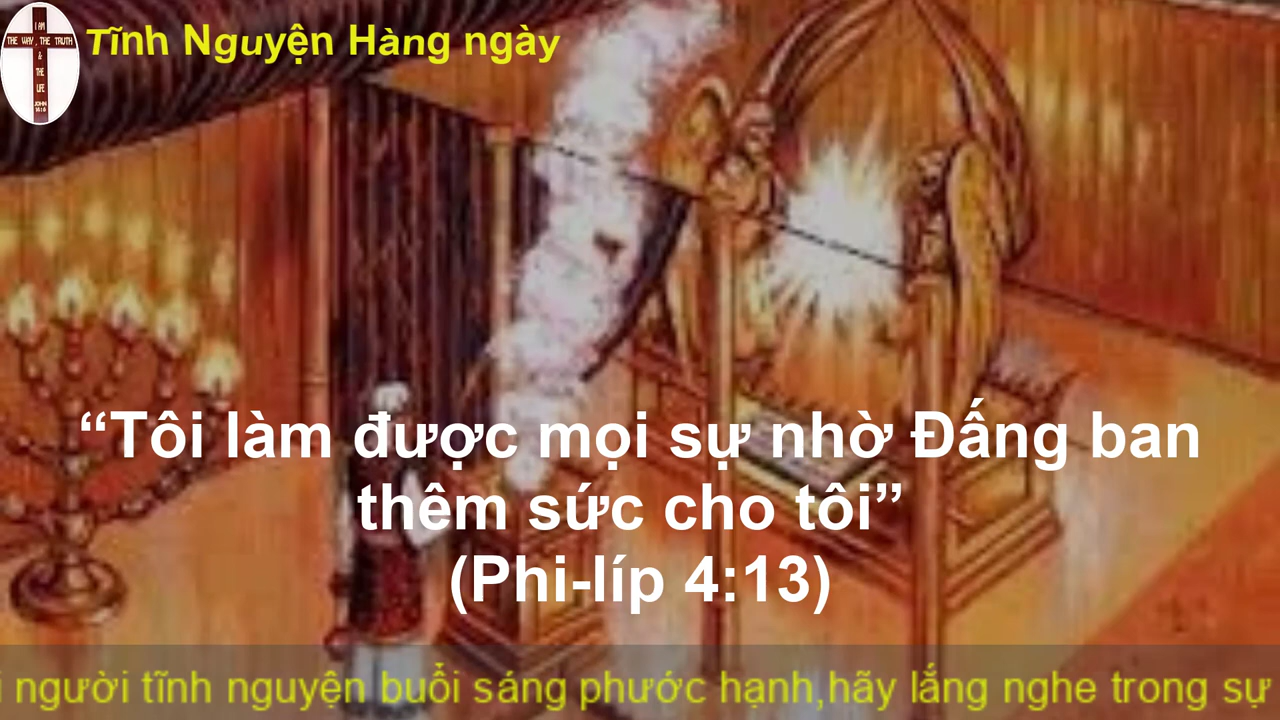 I AM
THE WAY, THE TRUTH
&
THE
LIFE
JOHN
Tĩnh Nguyện Hàng ngày
“Tôi làm được mọi sự nhờ Đấng ban
thêm sức cho tôi”
(Phi-líp 4:13)
người tĩnh nguyện buổi sáng phước hạnh,hãy lắng nghe trong sự